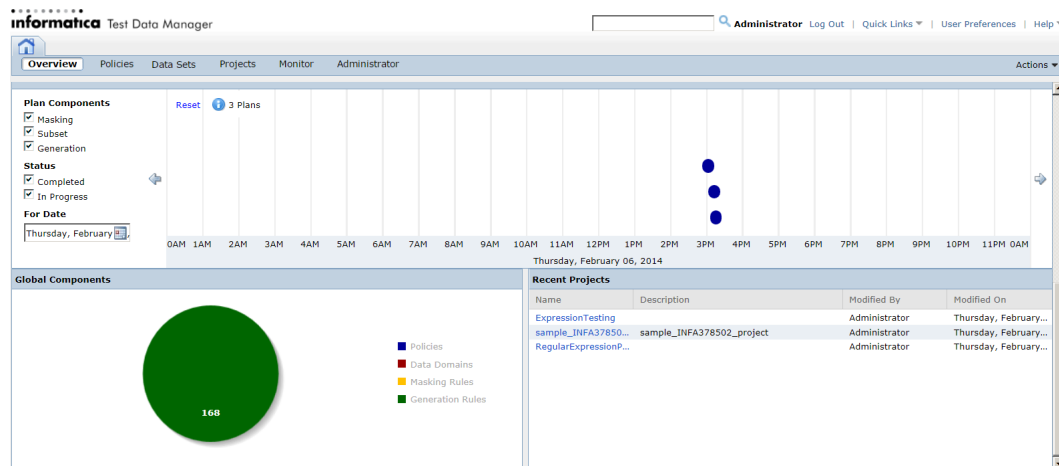 informatica Test Data Manager
Administrator Log Out | Quick Links | User Preferences | Help
Overview Policies Data Sets Projects Monitor Administrator Actions
Plan Components
Masking
Subset
Generation
Status
Completed
In Progress
For Date
Thursday, February
Reset 3 Plans
0AM 1AM 2AM 3AM 4AM 5AM 6AM 7AM 8AM 9AM 10AM 11AM 12PM 1PM 2PM 3PM 4PM 5PM 6PM 7PM 8PM 9PM 10PM 11PM 0AM
Thursday, February 06, 2014
Global Components
168
Policies
Data Domains
Masking Rules
Generation Rules
Recent Projects
Name Description Modified By Modified On
ExpressionTesting Administrator Thursday, February...
sample_INFA37850... sample_INFA378502_project Administrator Thursday, February...
RegularExpressionP... Administrator Thursday, February...